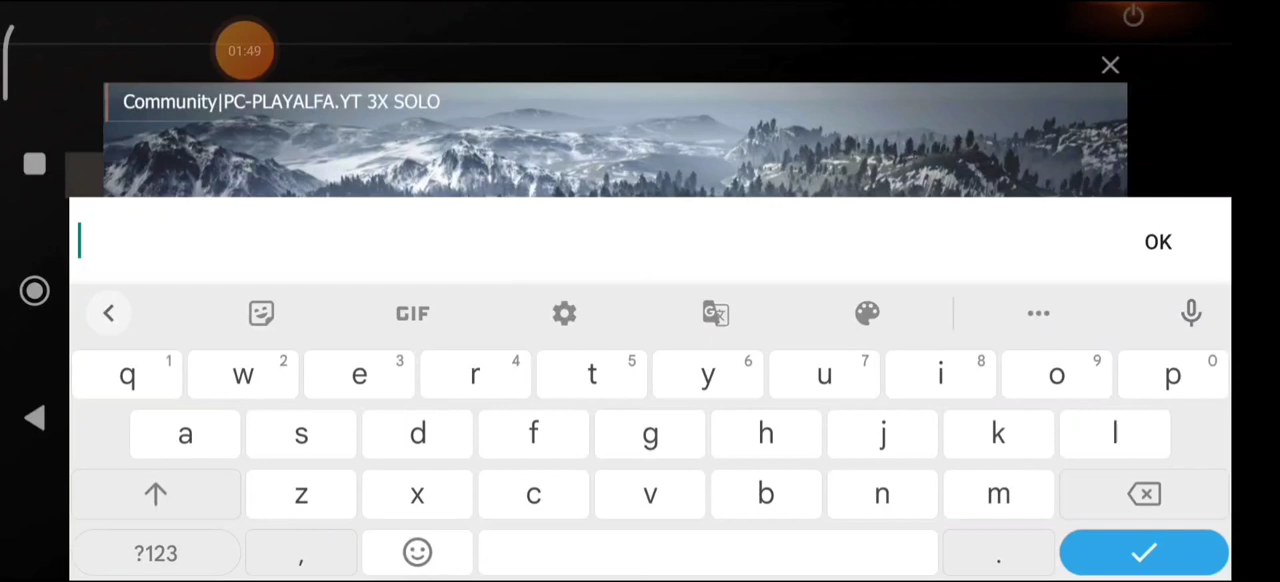 01:49
Community|PC-PLAYALFA.YT 3X SOLO
OK
GIF
q 1 w 2 e 3 r 4 t 5 y 6 u 7 i 8 o 9 p 0
a s d f g h j k l
z x c v b n m
?123 , .